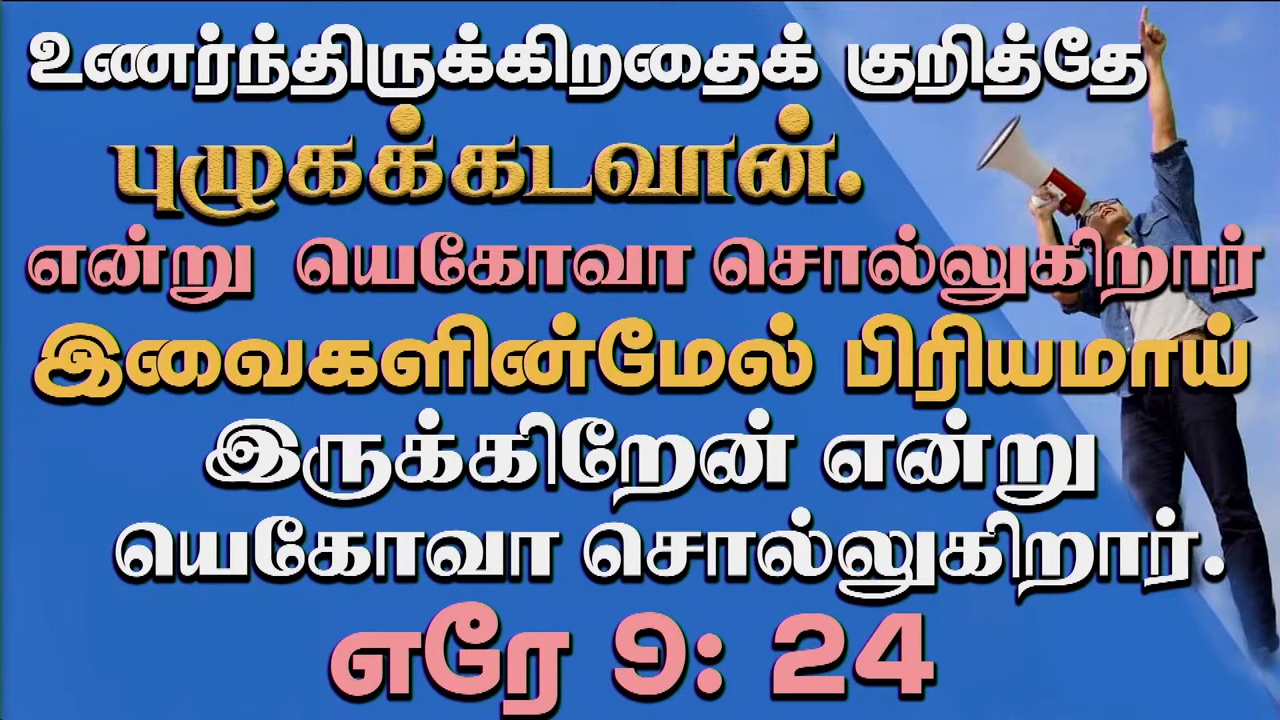 உணர்ந்திருக்கிறதைக் குறித்தே
புழுகக்கடவான்.
என்று யெகோவா சொல்லுகிறார்
இவைகளின்மேல் பிரியமாய்
இருக்கிறேன் என்று
யெகோவா சொல்லுகிறார்.
எரே 9: 24